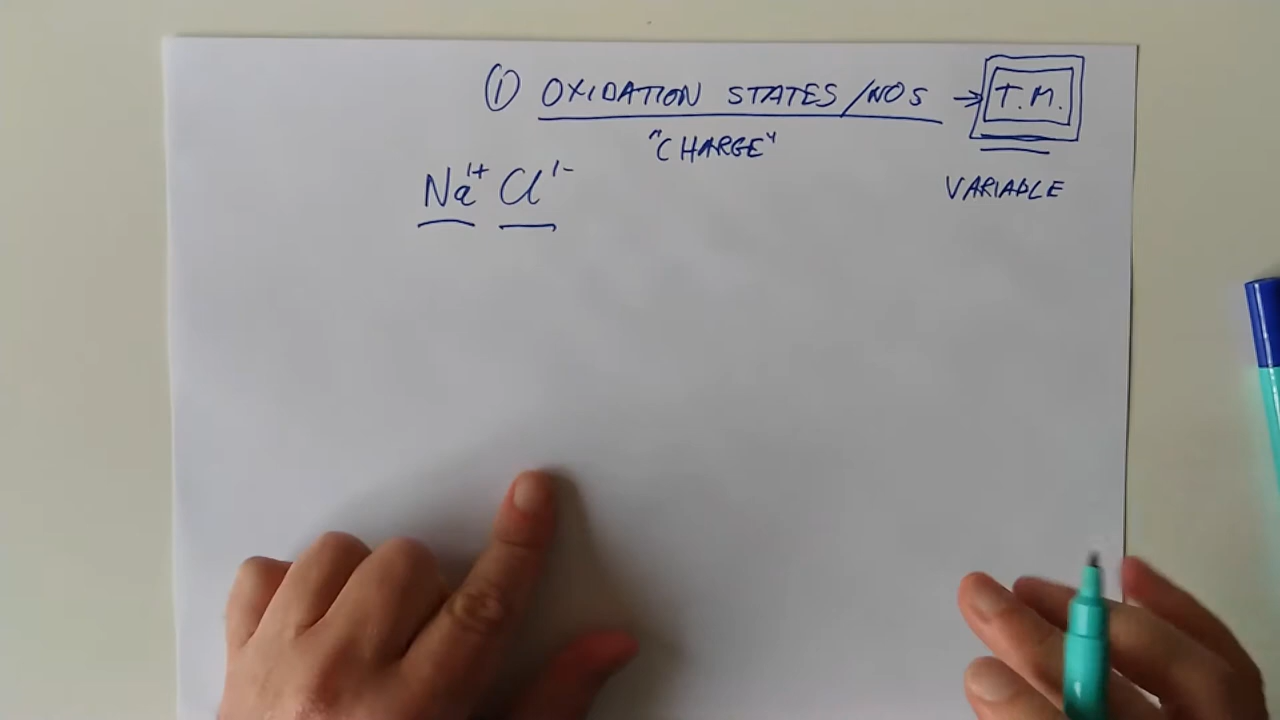 ① OXIDATION STATES/NOS → T.M.
"CHARGE"
VARIABLE
Na¹⁺ Cl¹⁻